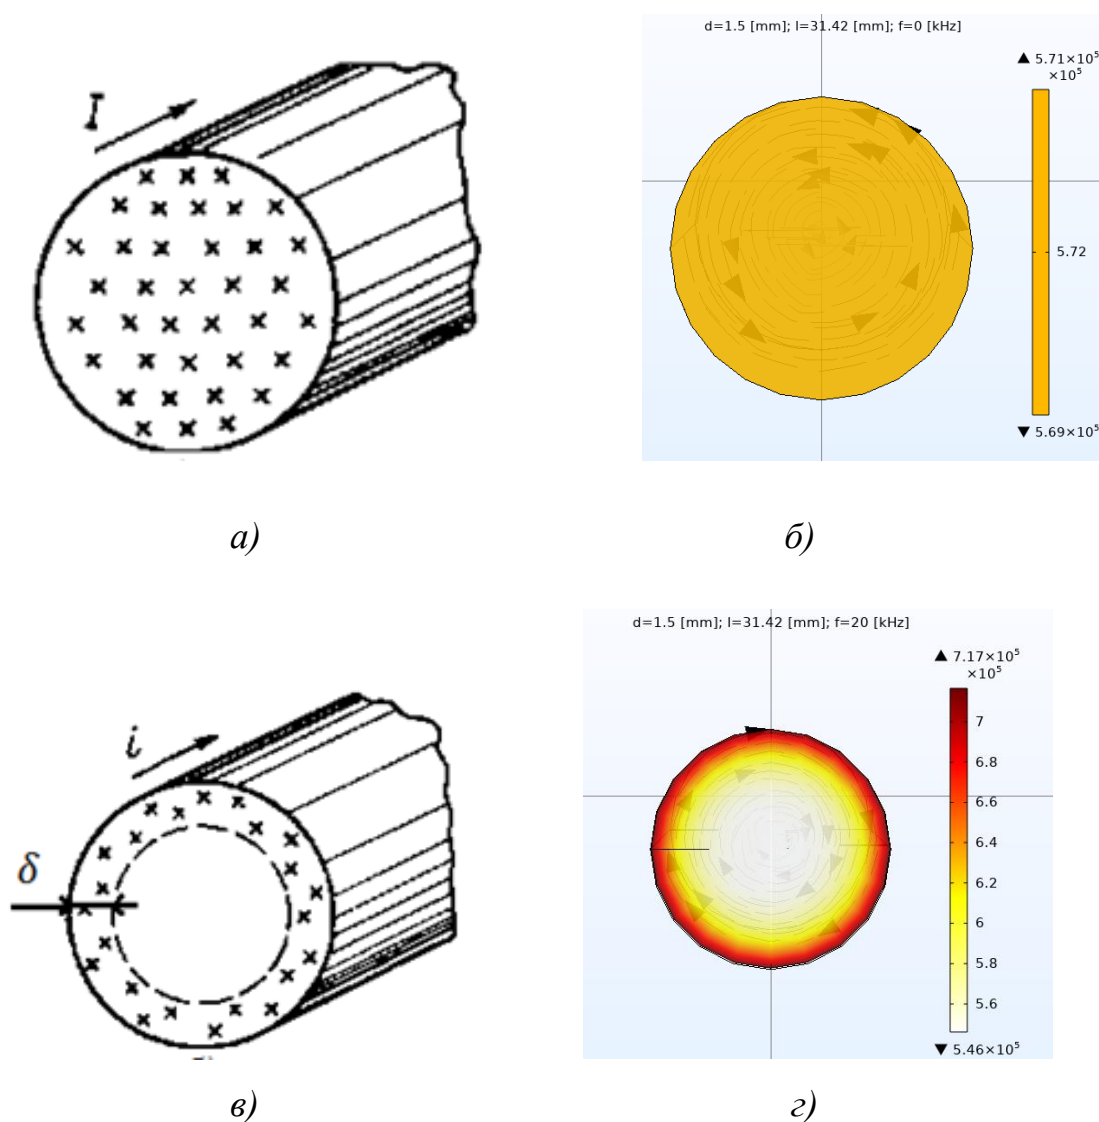 d=1.5 [mm]; l=31.42 [mm]; f=0 [kHz]
▲ 5.71×10⁵
×10⁵
I
5.72
▼ 5.69×10⁵
а)
б)
d=1.5 [mm]; l=31.42 [mm]; f=20 [kHz]
▲ 7.17×10⁵
×10⁵
7
i
6.8
6.6
6.4
δ
6.2
6
5.8
5.6
▼ 5.46×10⁵
в)
г)